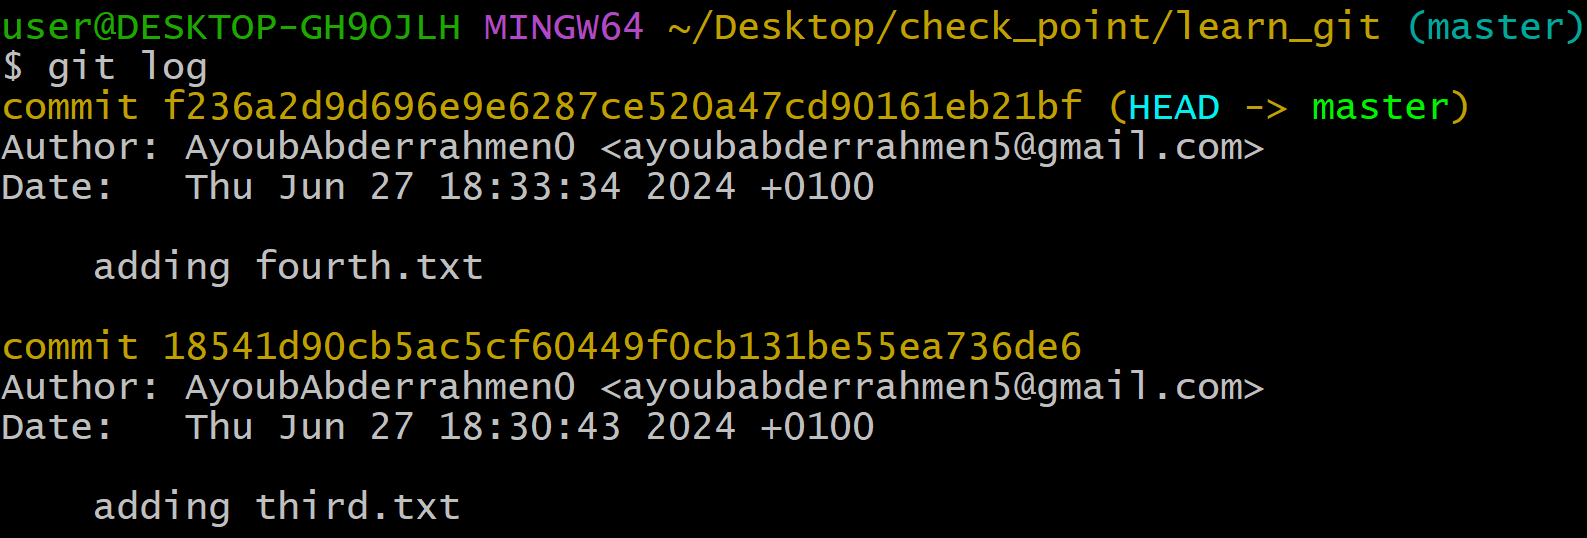 user@DESKTOP-GH9OJLH MINGW64 ~/Desktop/check_point/learn_git (master)
$ git log
commit f236a2d9d696e9e6287ce520a47cd90161eb21bf (HEAD -> master)
Author: AyoubAbderrahmen0 <ayoubabderrahmen5@gmail.com>
Date:   Thu Jun 27 18:33:34 2024 +0100
    adding fourth.txt
commit 18541d90cb5ac5cf60449f0cb131be55ea736de6
Author: AyoubAbderrahmen0 <ayoubabderrahmen5@gmail.com>
Date:   Thu Jun 27 18:30:43 2024 +0100
    adding third.txt